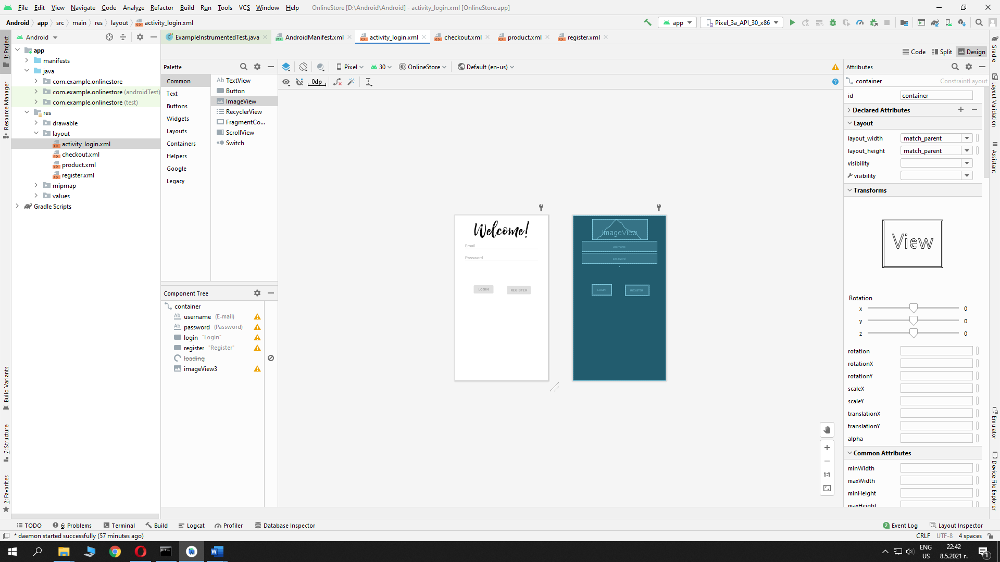 File Edit View Navigate Code Analyze Refactor Build Run Tools VCS Window Help OnlineStore [D:\Android\Android] - activity_login.xml [OnlineStore.app]
Android app src main res layout activity_login.xml
app Pixel_3a_API_30_x86
1: Project
Resource Manager
Build Variants
7: Structure
2: Favorites
Android
app
manifests
java
com.example.onlinestore
com.example.onlinestore (androidTest)
com.example.onlinestore (test)
res
drawable
layout
activity_login.xml
checkout.xml
product.xml
register.xml
mipmap
values
Gradle Scripts
ExampleInstrumentedTest.java AndroidManifest.xml activity_login.xml checkout.xml product.xml register.xml
Code Split Design
Palette
Common
Text
Buttons
Widgets
Layouts
Containers
Helpers
Google
Legacy
Ab TextView
Button
ImageView
RecyclerView
FragmentCo...
ScrollView
Switch
Pixel 30 OnlineStore Default (en-us)
0dp
Component Tree
container
Ab username (E-mail)
Ab password (Password)
login "Login"
register "Register"
loading
imageView3
Welcome!
Email
Password
LOGIN REGISTER
ImageView
username
password
LOGIN REGISTER
1:1
Attributes
container ConstraintLayout
id container
Declared Attributes
Layout
layout_width match_parent
layout_height match_parent
visibility
visibility
Transforms
View
Rotation
x 0
y 0
z 0
rotation
rotationX
rotationY
scaleX
scaleY
translationX
translationY
alpha
Common Attributes
minWidth
maxWidth
minHeight
maxHeight
Gradle
Layout Validation
Assistant
Emulator
Device File Explorer
TODO 6: Problems Terminal Build Logcat Profiler Database Inspector 2 Event Log Layout Inspector
* daemon started successfully (57 minutes ago) CRLF UTF-8 4 spaces
ENG
US
22:42
8.5.2021 г.
1